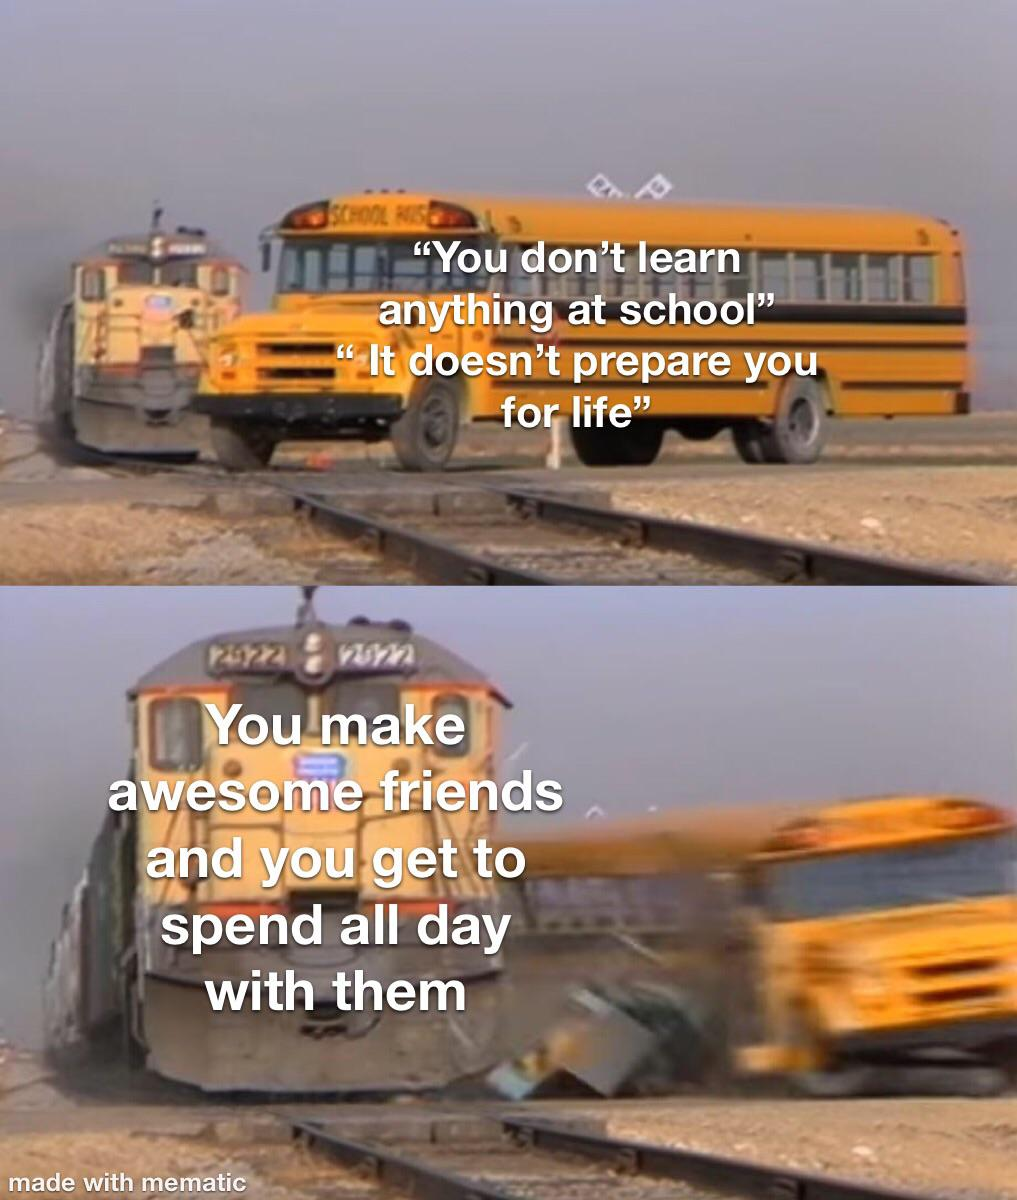 SCHOOL BUS
“You don’t learn
anything at school”
“ It doesn’t prepare you
for life”
2922 2922
You make
awesome friends
and you get to
spend all day
with them
made with mematic